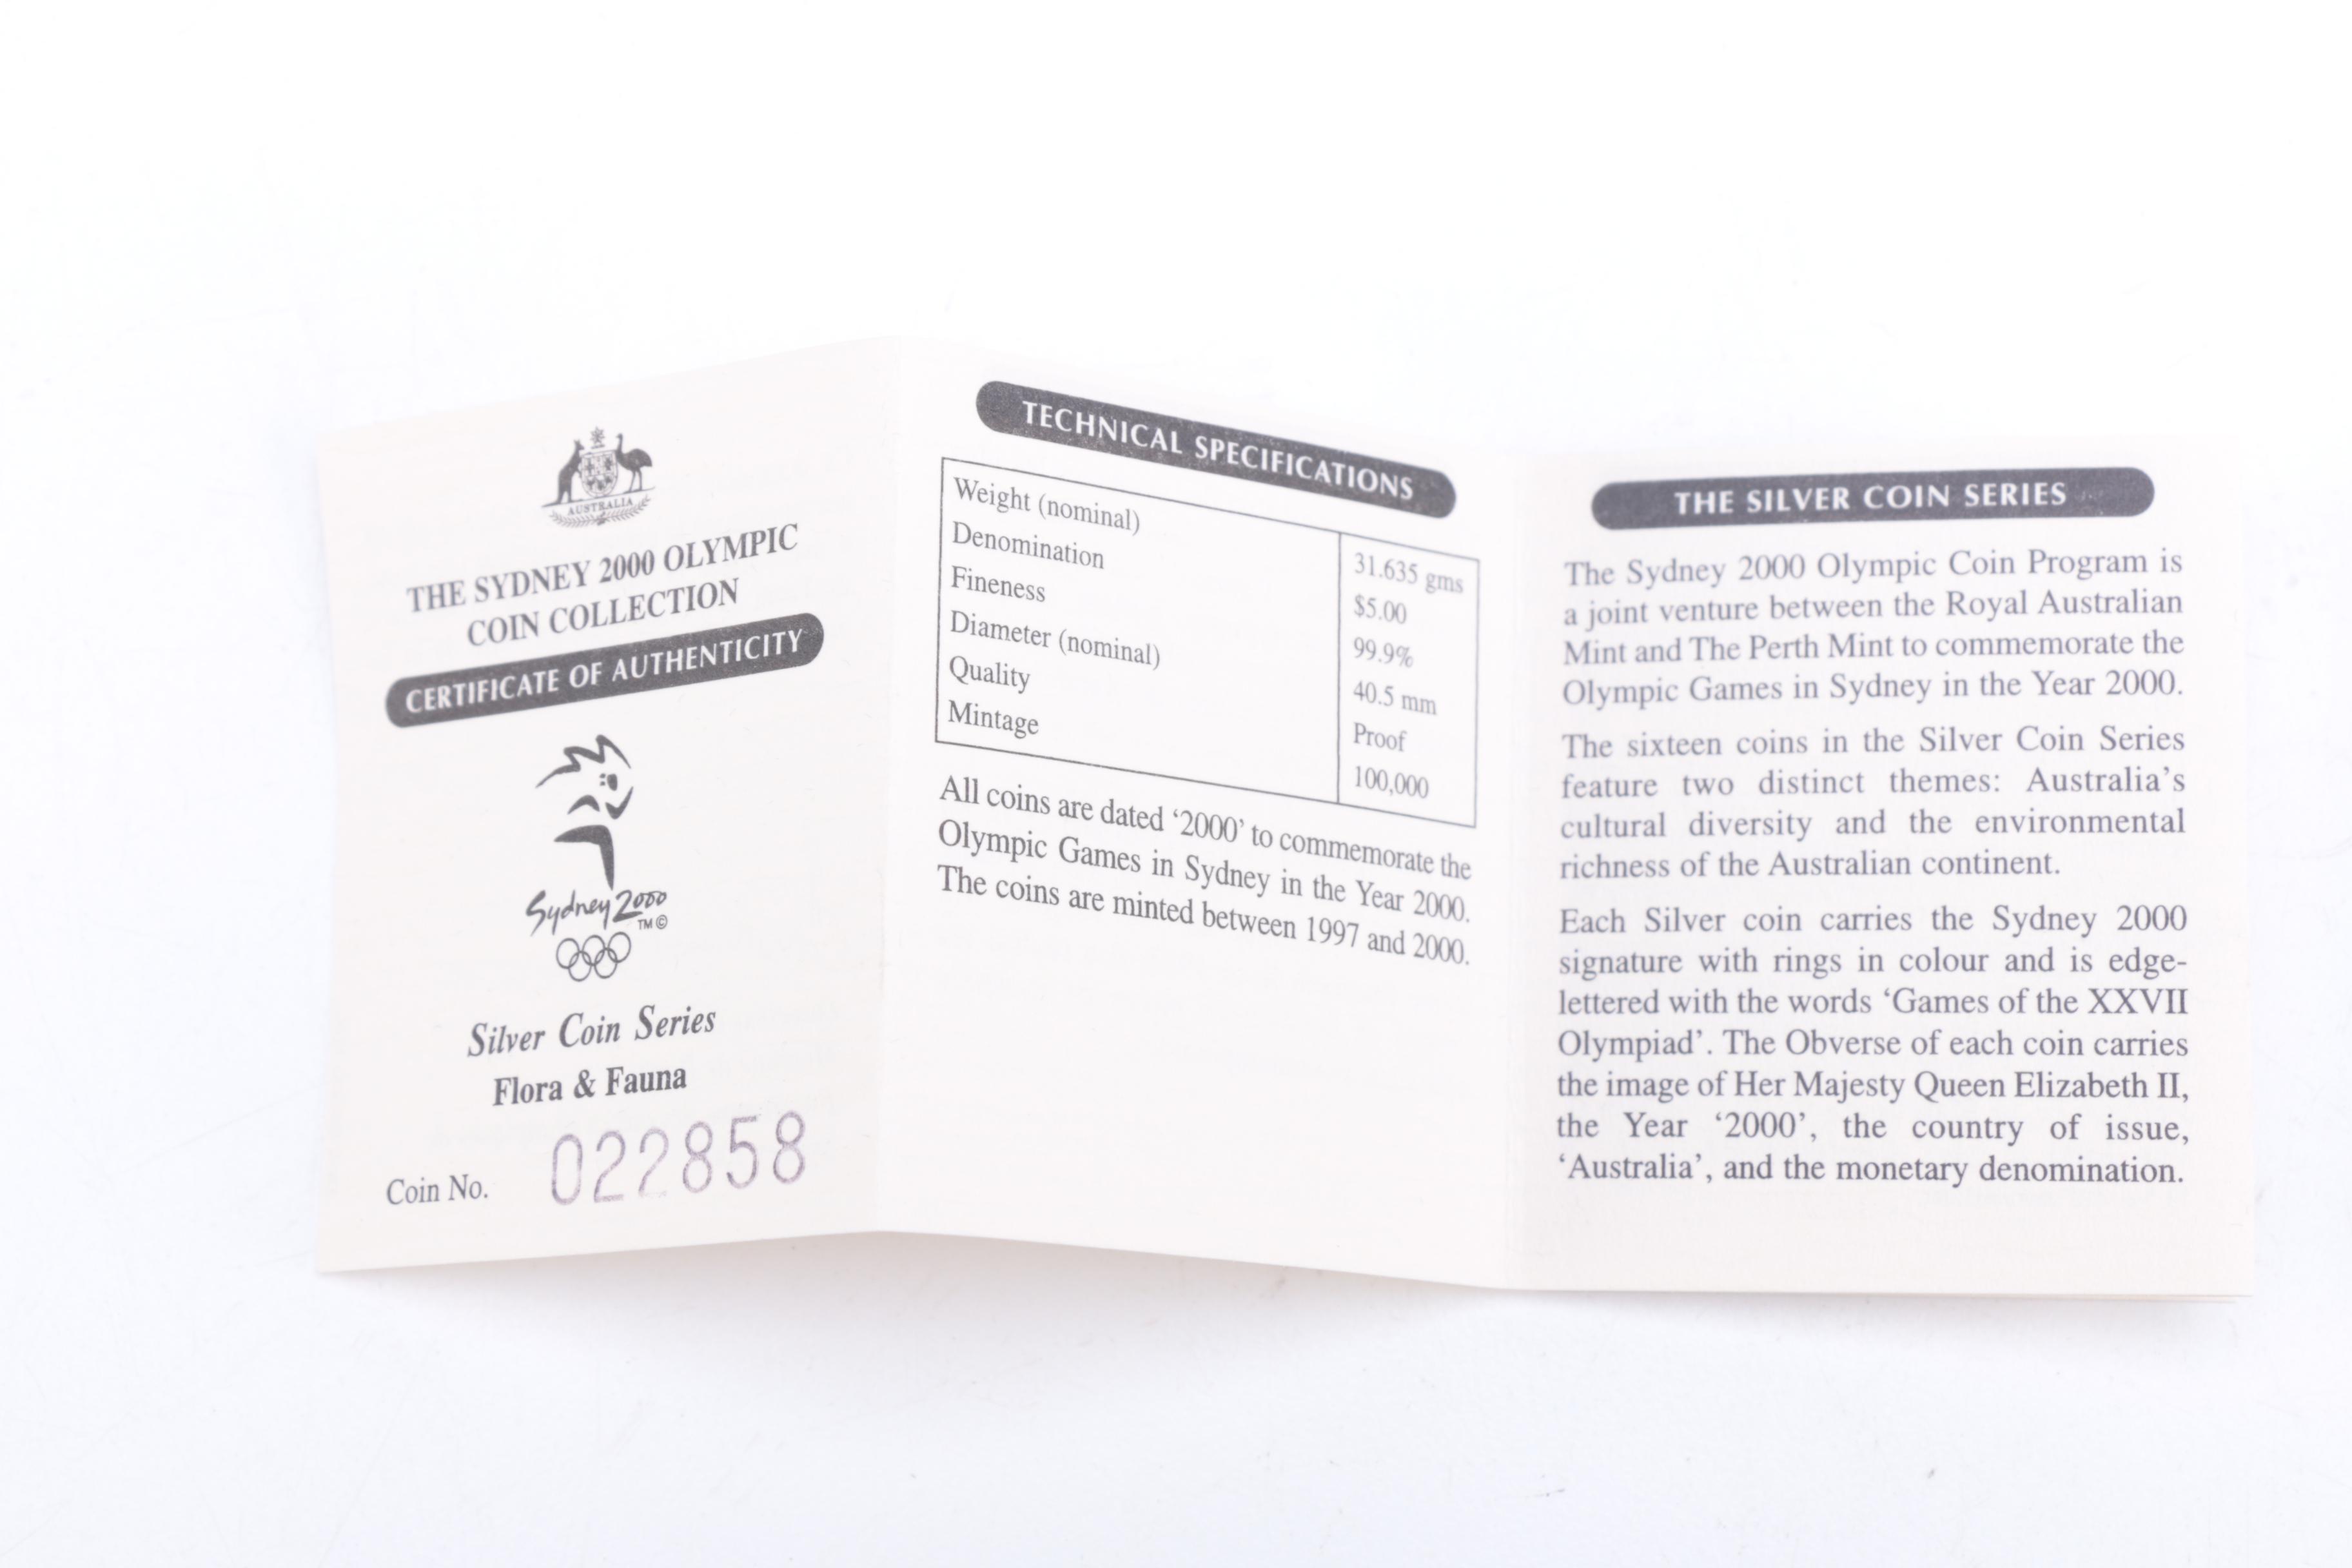 AUSTRALIA
THE SYDNEY 2000 OLYMPIC
COIN COLLECTION
CERTIFICATE OF AUTHENTICITY
Sydney 2000
TM ©
Silver Coin Series
Flora & Fauna
Coin No. 022858
TECHNICAL SPECIFICATIONS
Weight (nominal) 31.635 gms
Denomination $5.00
Fineness 99.9%
Diameter (nominal) 40.5 mm
Quality Proof
Mintage 100,000
All coins are dated ‘2000’ to commemorate the
Olympic Games in Sydney in the Year 2000.
The coins are minted between 1997 and 2000.
THE SILVER COIN SERIES
The Sydney 2000 Olympic Coin Program is
a joint venture between the Royal Australian
Mint and The Perth Mint to commemorate the
Olympic Games in Sydney in the Year 2000.
The sixteen coins in the Silver Coin Series
feature two distinct themes: Australia’s
cultural diversity and the environmental
richness of the Australian continent.
Each Silver coin carries the Sydney 2000
signature with rings in colour and is edge-
lettered with the words ‘Games of the XXVII
Olympiad’. The Obverse of each coin carries
the image of Her Majesty Queen Elizabeth II,
the Year ‘2000’, the country of issue,
‘Australia’, and the monetary denomination.